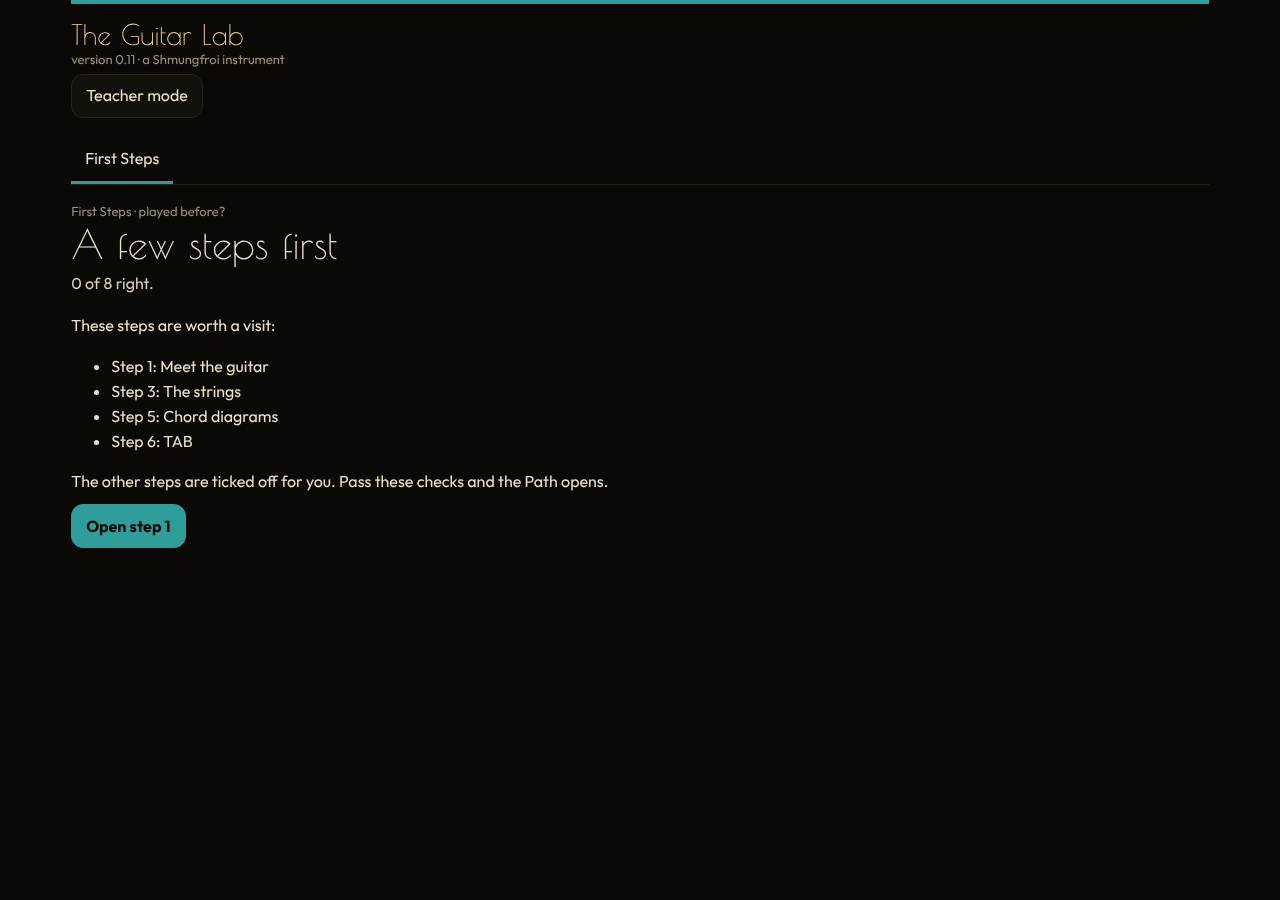 The Guitar Lab
version 0.11 · a Shmungfroi instrument
Teacher mode
First Steps
First Steps · played before?
A few steps first
0 of 8 right.
These steps are worth a visit:
• Step 1: Meet the guitar
• Step 3: The strings
• Step 5: Chord diagrams
• Step 6: TAB
The other steps are ticked off for you. Pass these checks and the Path opens.
Open step 1